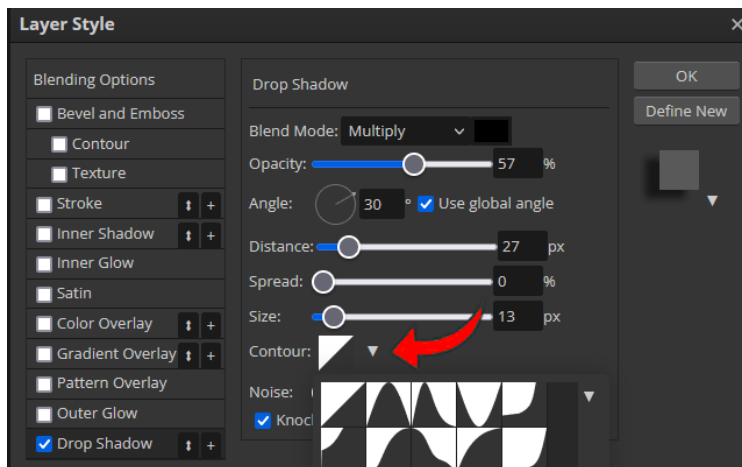 Layer Style
Blending Options
Bevel and Emboss
Contour
Texture
Stroke
+
Inner Shadow
+
Inner Glow
Satin
Color Overlay
+
Gradient Overlay
+
Pattern Overlay
Outer Glow
Drop Shadow
+
Drop Shadow
Blend Mode: Multiply
Opacity: 57 %
Angle: 30 ° Use global angle
Distance: 27 px
Spread: 0 %
Size: 13 px
Contour:
Noise:
OK
Define New